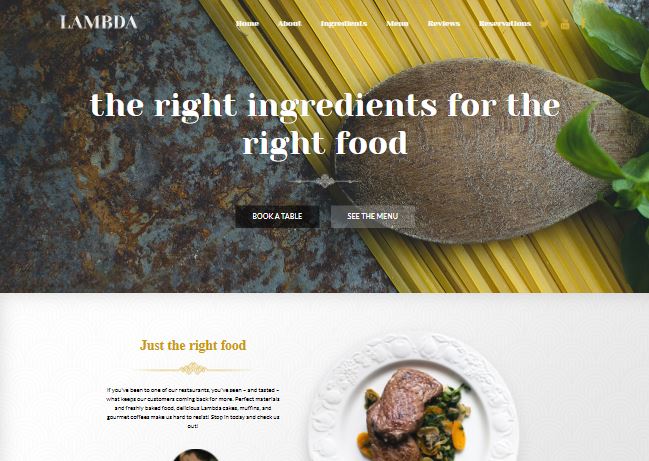 LAMBDA
Home About Ingredients Menu Reviews Reservations
the right ingredients for the
right food
BOOK A TABLE SEE THE MENU
Just the right food
If you've been to one of our restaurants, you've seen – and tasted –
what keeps our customers coming back for more. Perfect materials
and freshly baked food, delicious Lambda cakes, muffins, and
gourmet coffees make us hard to resist! Stop in today and check us
out!